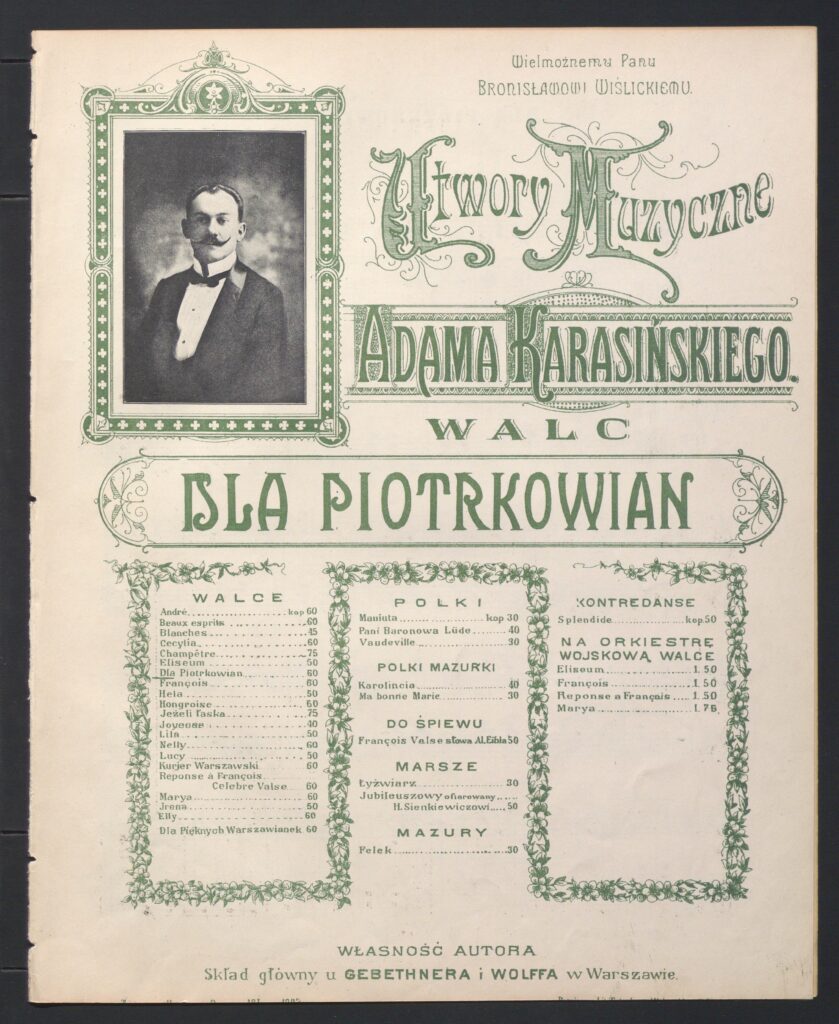 Wielmożnemu Panu
BRONISŁAWOWI WIŚLICKIEMU.
Utwory Muzyczne
ADAMA KARASIŃSKIEGO.
WALC
DLA PIOTRKOWIAN
WALCE
André kop 60
Beaux esprits 60
Blanches 45
Cecylia 60
Champêtre 75
Eliseum 50
Dla Piotrkowian 60
François 60
Hela 50
Hongroise 60
Jeżeli łaska 75
Joyeuse 40
Lila 50
Nelly 60
Lucy 50
Kurjer Warszawski 60
Reponse à François
Celebre Valse 60
Marya 60
Jrena 50
Elly 60
Dla Pięknych Warszawianek 60
POLKI
Maniuta kop 30
Pani Baronowa Lüde 40
Vaudeville 30
POLKI MAZURKI
Karolincia 40
Ma bonne Marie 30
DO ŚPIEWU
François Valse słowa Al. Eibla 50
MARSZE
Łyżwiarz 30
Jubileuszowy ofiarowany
H. Sienkiewiczowi 50
MAZURY
Felek 30
KONTREDANSE
Splendide kop. 50
NA ORKIESTRĘ
WOJSKOWĄ WALCE
Eliseum 1.50
François 1.50
Reponse a François 1.50
Marya 1.75
WŁASNOŚĆ AUTORA
Skład główny u GEBETHNERA i WOLFFA w Warszawie.